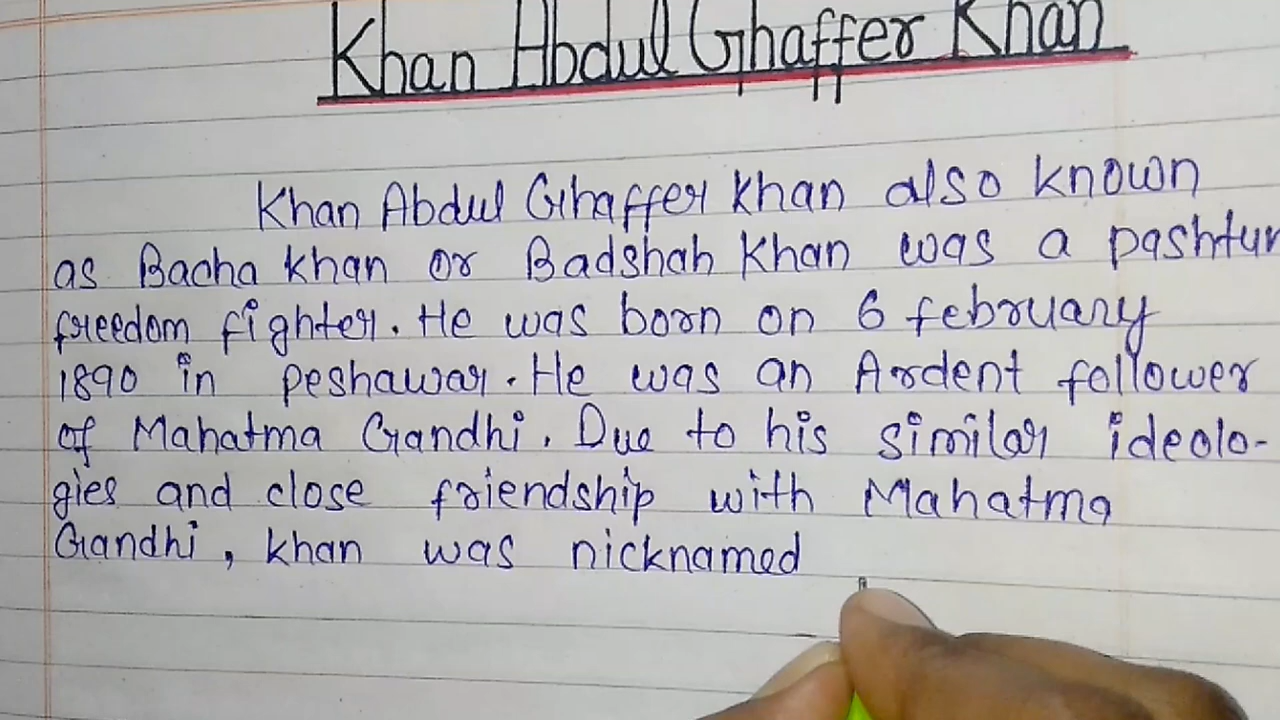 Khan Abdul Ghaffer Khan
Khan Abdul Ghaffer Khan also known
as Bacha Khan or Badshah Khan was a pashtun
freedom fighter. He was born on 6 february
1890 in peshawar. He was an Ardent follower
of Mahatma Gandhi. Due to his similar ideolo-
gies and close friendship with Mahatma
Gandhi, khan was nicknamed